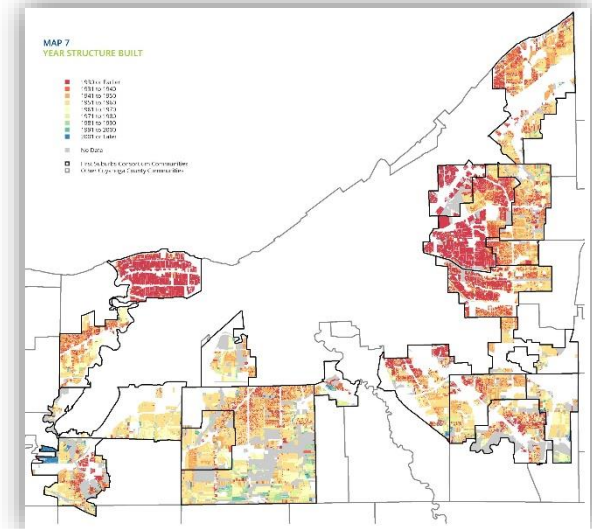 MAP 7
YEAR STRUCTURE BUILT
1930 or Earlier
1931 to 1940
1941 to 1950
1951 to 1960
1961 to 1970
1971 to 1980
1981 to 1990
1991 to 2000
2001 or Later
No Data
First Suburbs Consortium Communities
Other Cuyahoga County Communities